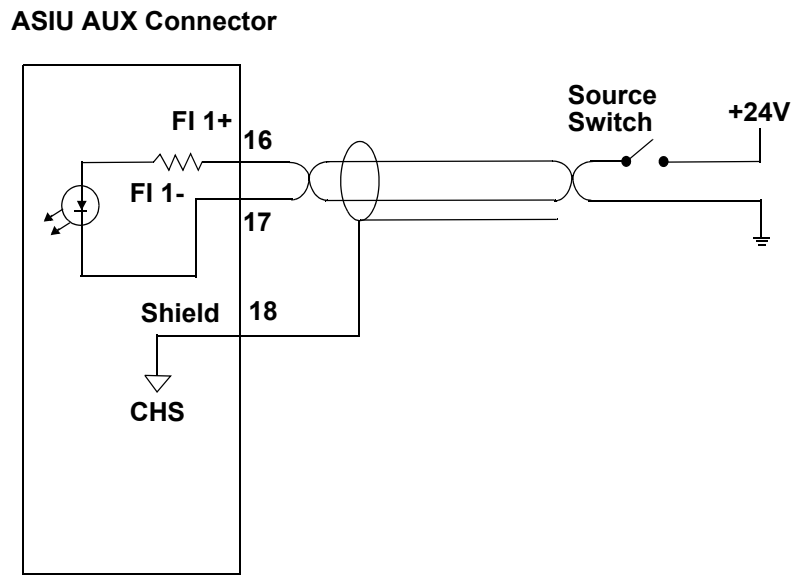 ASIU AUX Connector
Source
Switch
+24V
FI 1+
16
FI 1-
17
Shield
18
CHS